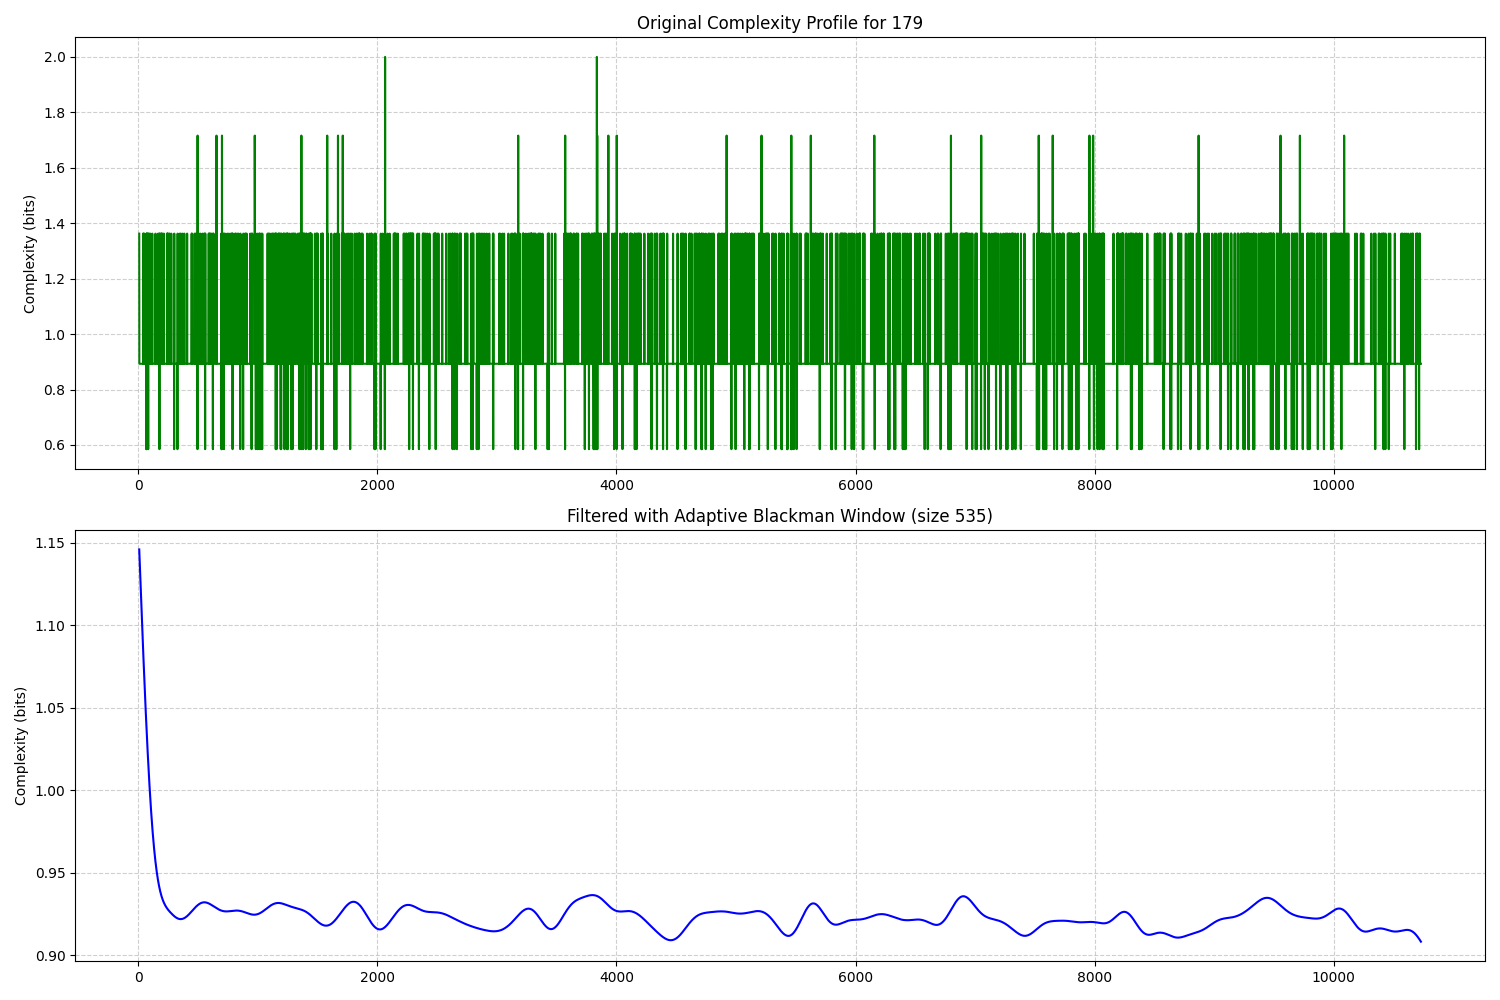 Original Complexity Profile for 179
Complexity (bits)
2.0
1.8
1.6
1.4
1.2
1.0
0.8
0.6
0 2000 4000 6000 8000 10000
Filtered with Adaptive Blackman Window (size 535)
Complexity (bits)
1.15
1.10
1.05
1.00
0.95
0.90
0 2000 4000 6000 8000 10000